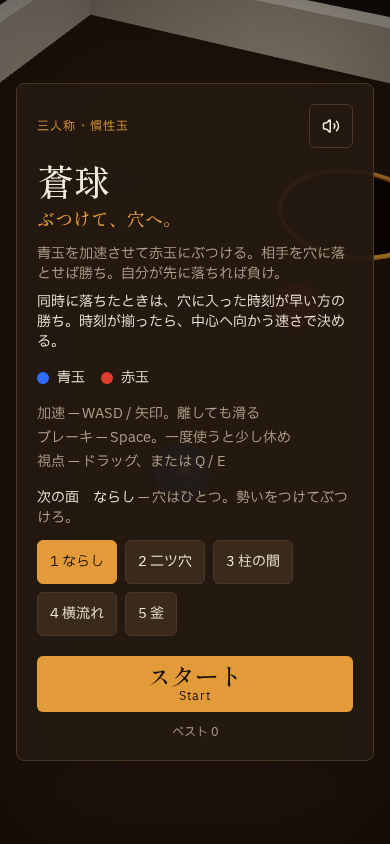 三人称・慣性玉
蒼球
ぶつけて、穴へ。
青玉を加速させて赤玉にぶつける。相手を穴に落
とせば勝ち。自分が先に落ちれば負け。
同時に落ちたときは、穴に入った時刻が早い方の
勝ち。時刻が揃ったら、中心へ向かう速さで決め
る。
青玉 赤玉
加速 — WASD / 矢印。離しても滑る
ブレーキ — Space。一度使うと少し休め
視点 — ドラッグ、または Q / E
次の面 ならし — 穴はひとつ。勢いをつけてぶつ
けろ。
1 ならし 2 二ツ穴 3 柱の間
4 横流れ 5 釜
スタート
Start
ベスト 0